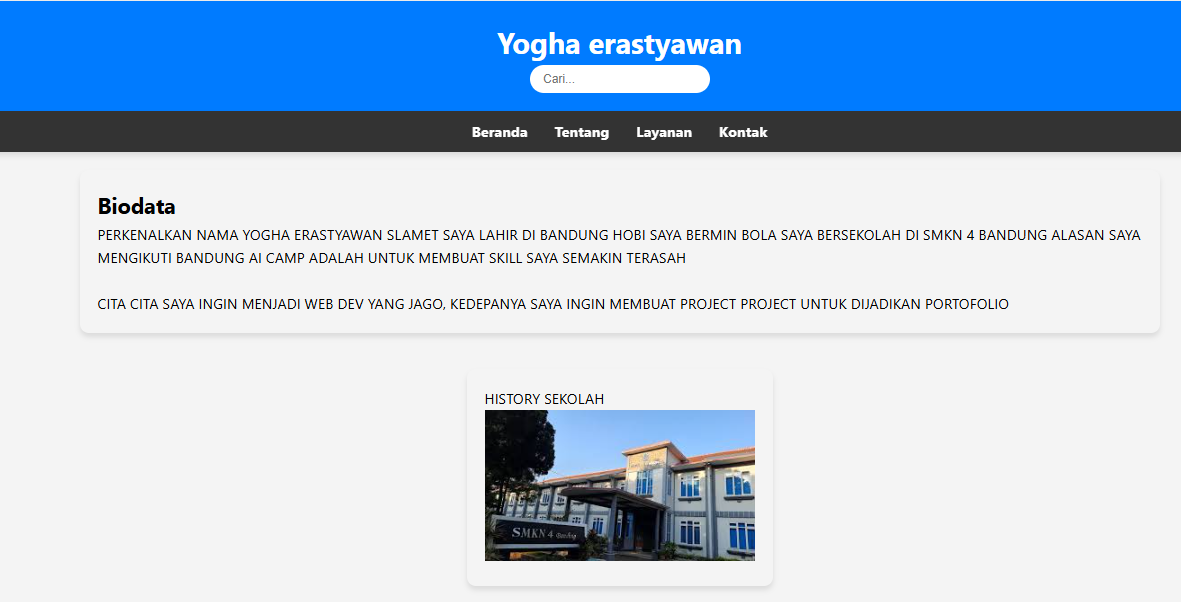 Yogha erastyawan
Cari...
Beranda Tentang Layanan Kontak
Biodata
PERKENALKAN NAMA YOGHA ERASTYAWAN SLAMET SAYA LAHIR DI BANDUNG HOBI SAYA BERMIN BOLA SAYA BERSEKOLAH DI SMKN 4 BANDUNG ALASAN SAYA
MENGIKUTI BANDUNG AI CAMP ADALAH UNTUK MEMBUAT SKILL SAYA SEMAKIN TERASAH
CITA CITA SAYA INGIN MENJADI WEB DEV YANG JAGO, KEDEPANYA SAYA INGIN MEMBUAT PROJECT PROJECT UNTUK DIJADIKAN PORTOFOLIO
HISTORY SEKOLAH
SMKN 4 Bandung